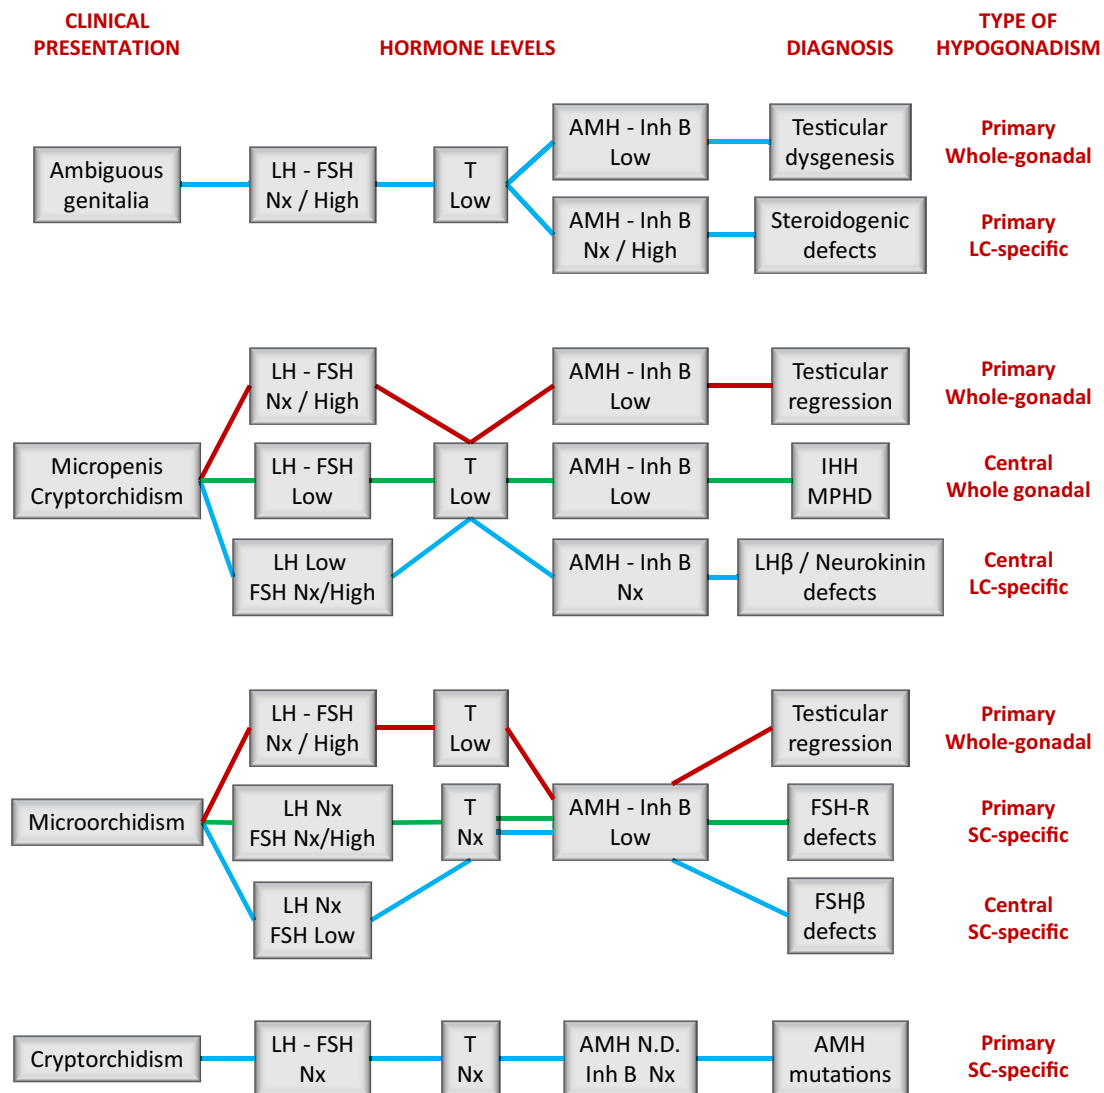 CLINICAL
PRESENTATION
HORMONE LEVELS
DIAGNOSIS
TYPE OF
HYPOGONADISM
Ambiguous
genitalia
LH - FSH
Nx / High
T
Low
AMH - Inh B
Low
Testicular
dysgenesis
Primary
Whole-gonadal
AMH - Inh B
Nx / High
Steroidogenic
defects
Primary
LC-specific
Micropenis
Cryptorchidism
LH - FSH
Nx / High
AMH - Inh B
Low
Testicular
regression
Primary
Whole-gonadal
LH - FSH
Low
T
Low
AMH - Inh B
Low
IHH
MPHD
Central
Whole gonadal
LH Low
FSH Nx/High
AMH - Inh B
Nx
LHβ / Neurokinin
defects
Central
LC-specific
Microorchidism
LH - FSH
Nx / High
T
Low
Testicular
regression
Primary
Whole-gonadal
LH Nx
FSH Nx/High
T
Nx
AMH - Inh B
Low
FSH-R
defects
Primary
SC-specific
LH Nx
FSH Low
FSHβ
defects
Central
SC-specific
Cryptorchidism
LH - FSH
Nx
T
Nx
AMH N.D.
Inh B Nx
AMH
mutations
Primary
SC-specific